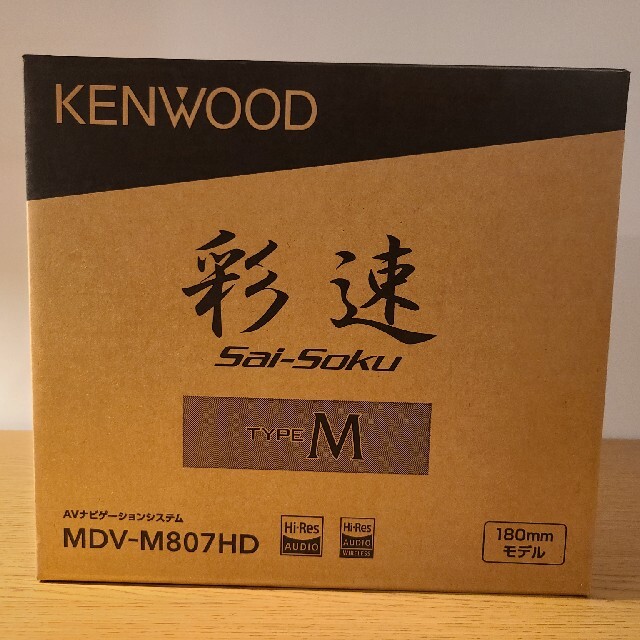 KENWOOD
彩速
Sai-Soku
TYPE M
AVナビゲーションシステム
MDV-M807HD
Hi-Res
AUDIO
Hi-Res
AUDIO
WIRELESS
180mm
モデル